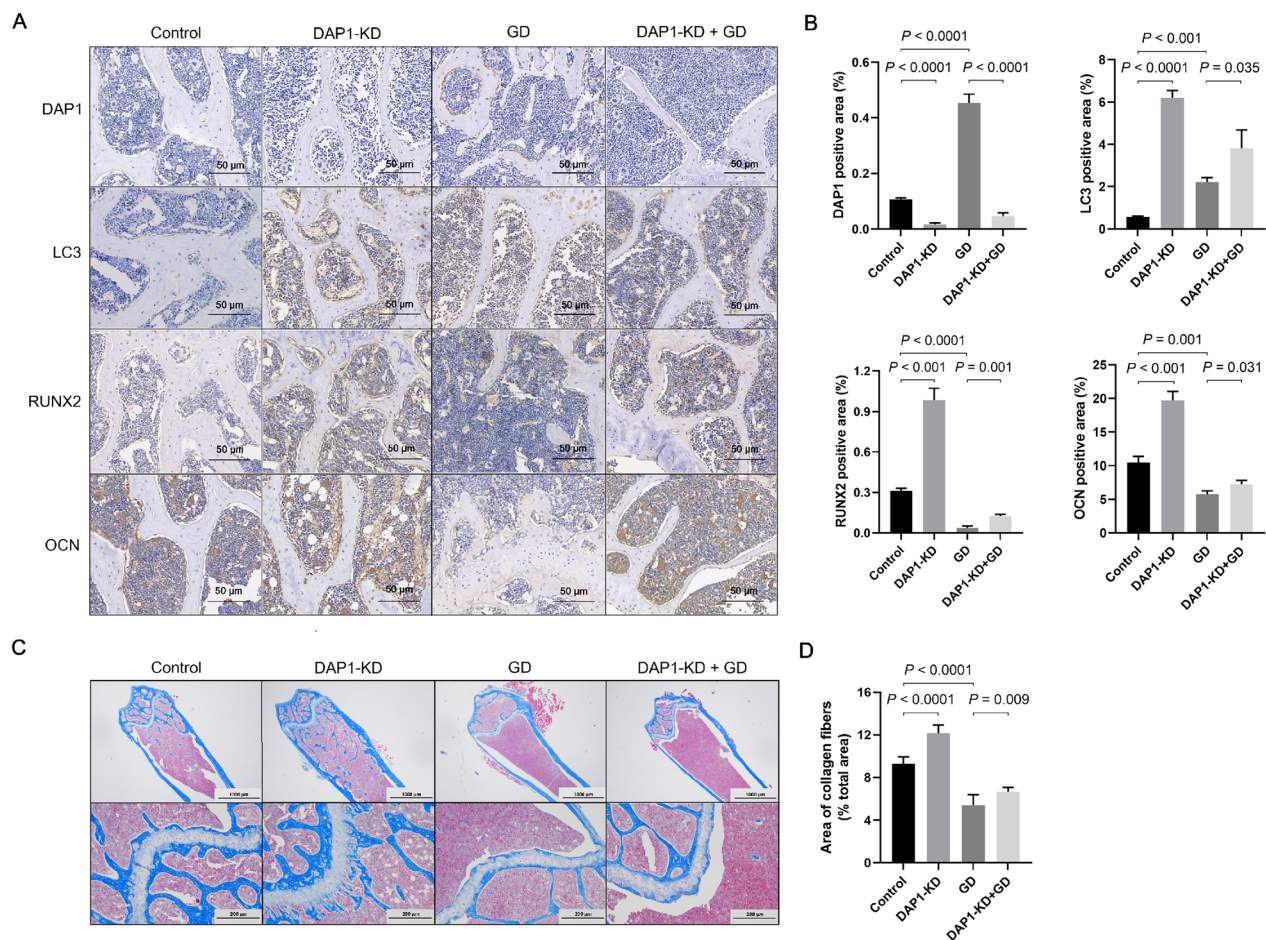 A
Control
DAP1-KD
GD
DAP1-KD + GD
DAP1
50 μm
50 μm
50 μm
50 μm
LC3
50 μm
50 μm
50 μm
50 μm
RUNX2
50 μm
50 μm
50 μm
50 μm
OCN
50 μm
50 μm
50 μm
50 μm
B
P < 0.0001
P < 0.0001
P < 0.0001
DAP1 positive area (%)
0.6
0.4
0.2
0.0
Control
DAP1-KD
GD
DAP1-KD+GD
P < 0.001
P < 0.0001
P = 0.035
LC3 positive area (%)
8
6
4
2
0
Control
DAP1-KD
GD
DAP1-KD+GD
P < 0.0001
P < 0.001
P = 0.001
RUNX2 positive area (%)
1.2
0.9
0.6
0.3
0.0
Control
DAP1-KD
GD
DAP1-KD+GD
P = 0.001
P < 0.001
P = 0.031
OCN positive area (%)
25
20
15
10
5
0
Control
DAP1-KD
GD
DAP1-KD+GD
C
Control
DAP1-KD
GD
DAP1-KD + GD
1000 μm
1000 μm
1000 μm
1000 μm
200 μm
200 μm
200 μm
200 μm
D
P < 0.0001
P < 0.0001
P = 0.009
Area of collagen fibers
(% total area)
16
12
8
4
0
Control
DAP1-KD
GD
DAP1-KD+GD